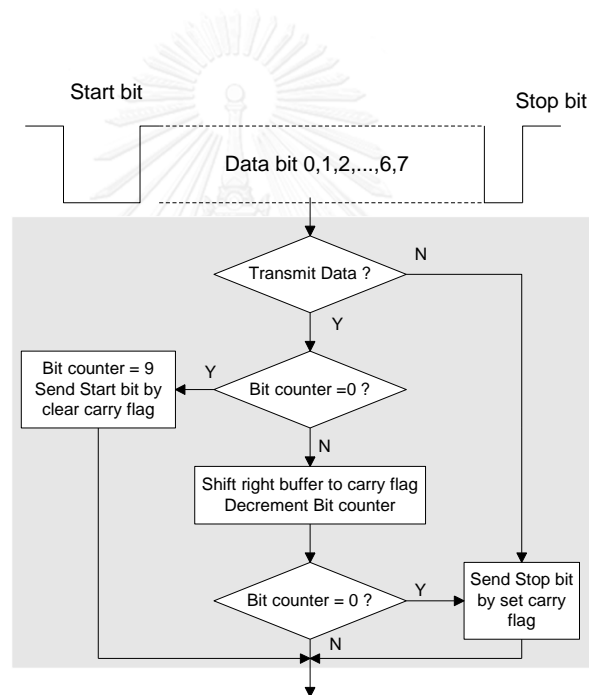 Start bit
Stop bit
Data bit 0,1,2,...,6,7
Transmit Data ?
N
Y
Bit counter = 9
Send Start bit by
clear carry flag
Y
Bit counter =0 ?
N
Shift right buffer to carry flag
Decrement Bit counter
Bit counter = 0 ?
Y
Send Stop bit
by set carry
flag
N